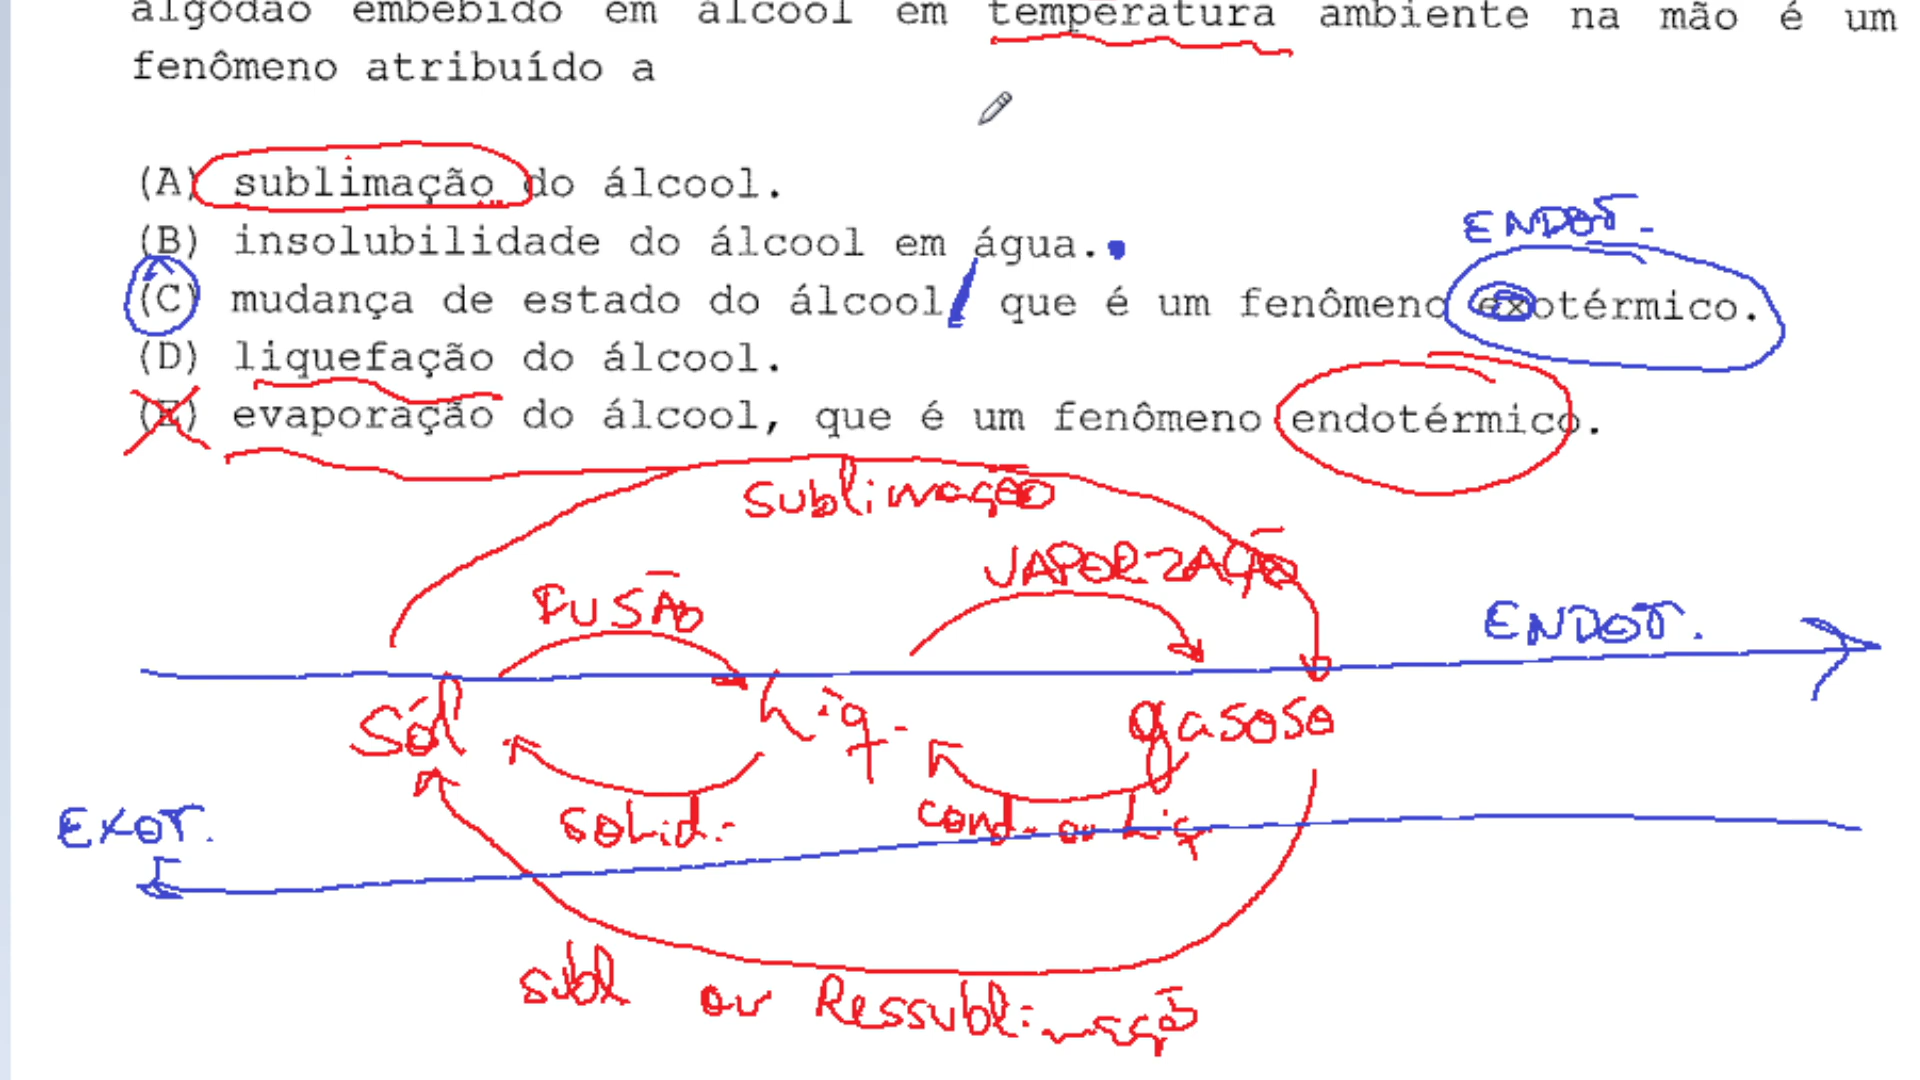 algodão embebido em álcool em temperatura ambiente na mão é um
fenômeno atribuído a
(A) sublimação do álcool.
ENDOT.
(B) insolubilidade do álcool em água.
(C) mudança de estado do álcool, que é um fenômeno exotérmico.
(D) liquefação do álcool.
(E) evaporação do álcool, que é um fenômeno endotérmico.
Sublimação
VAPORZAÇÃO
FUSÃO
ENDOT.
Sól Liq. gasoso
EXOT. Solid. cond. ou Liq
subl ou Ressublimação